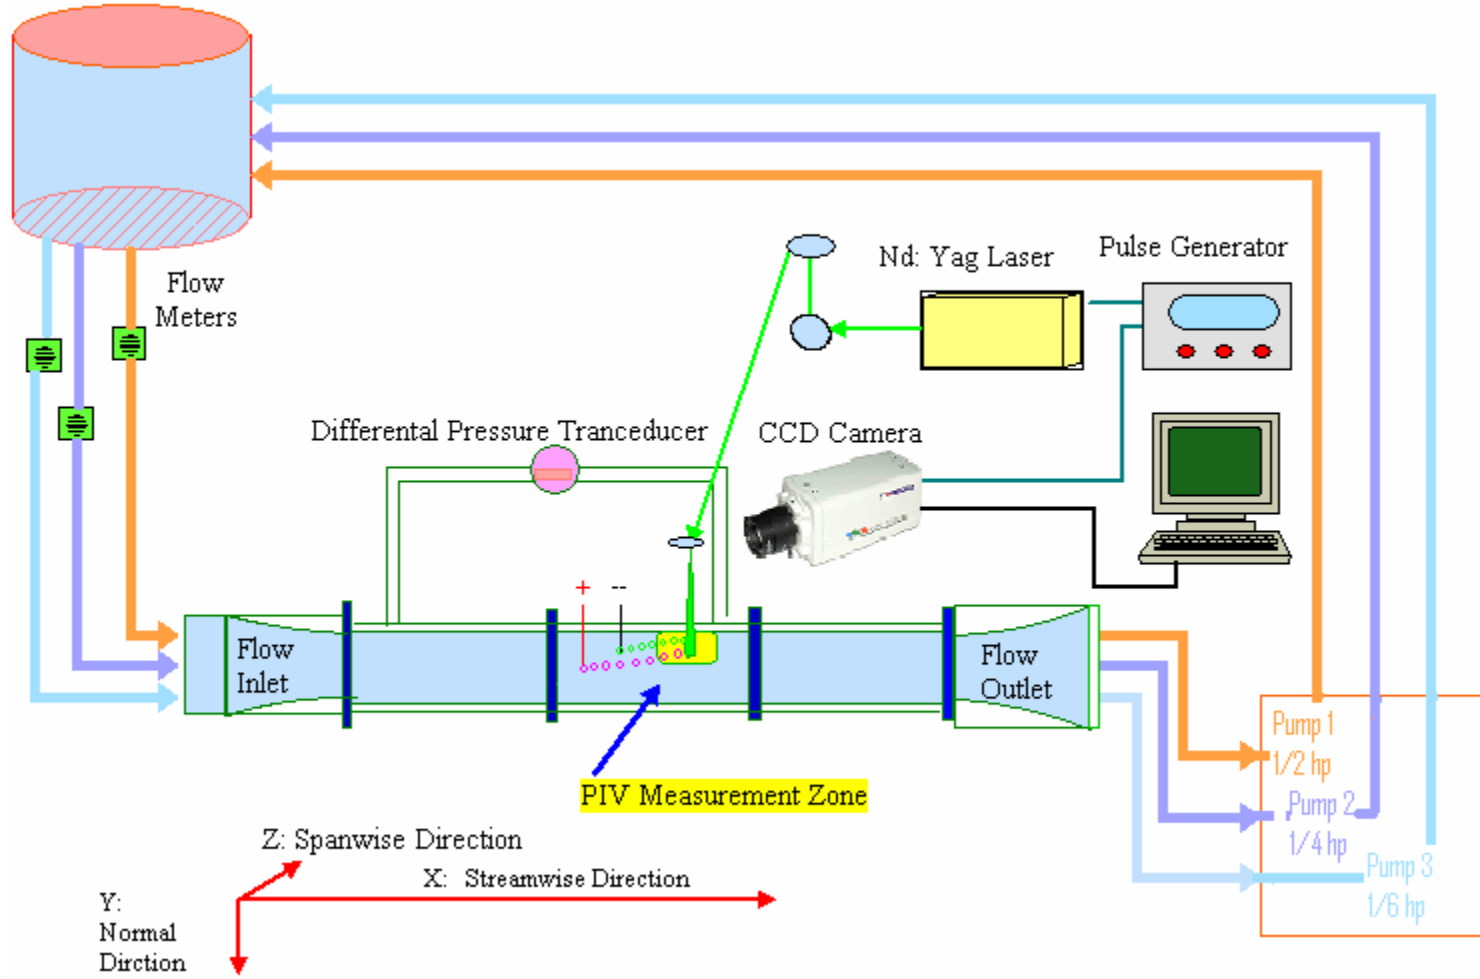 Flow
Meters
Nd: Yag Laser
Pulse Generator
Differental Pressure Tranceducer
CCD Camera
+
--
Flow
Inlet
Flow
Outlet
PIV Measurement Zone
Pump 1
1/2 hp
Pump 2
1/4 hp
Pump 3
1/6 hp
Z: Spanwise Direction
X: Streamwise Direction
Y:
Normal
Dirction